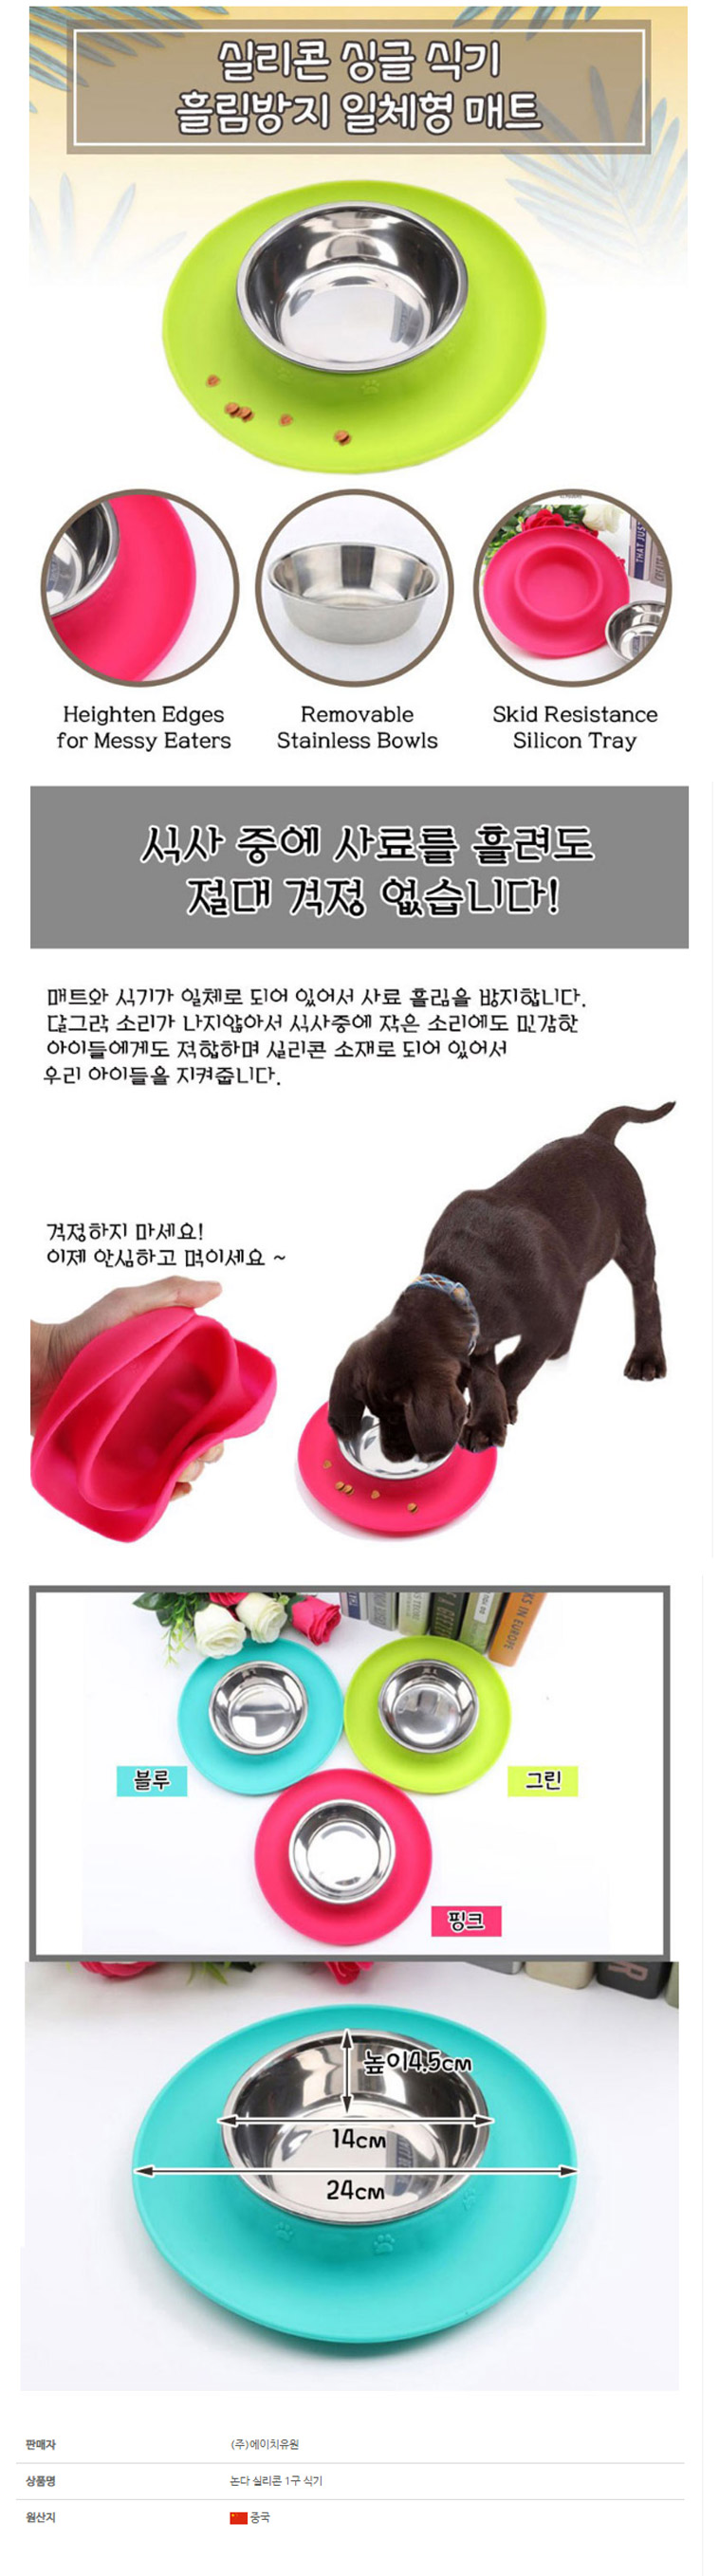 실리콘 싱글 식기
흘림방지 일체형 매트
Heighten Edges
for Messy Eaters
Removable
Stainless Bowls
Skid Resistance
Silicon Tray
THAT JUS
식사 중에 사료를 흘려도
절대 걱정 없습니다!
매트와 식기가 일체로 되어 있어서 사료 흘림을 방지합니다.
달그락 소리가 나지않아서 식사중에 작은 소리에도 민감한
아이들에게도 적합하며 실리콘 소재로 되어 있어서
우리 아이들을 지켜줍니다.
걱정하지 마세요!
이제 안심하고 먹이세요 ~
KS IN EUROPE
블루
그린
핑크
높이4.5cm
14cm
24cm
판매자 (주)에이치유원
상품명 논다 실리콘 1구 식기
원산지 중국